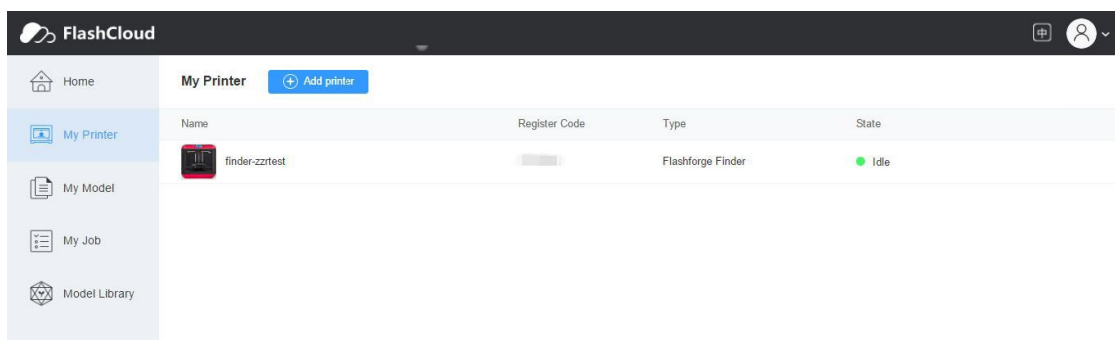 FlashCloud
中
Home
My Printer
My Model
My Job
Model Library
My Printer
Add printer
Name Register Code Type State
finder-zzrtest Flashforge Finder Idle